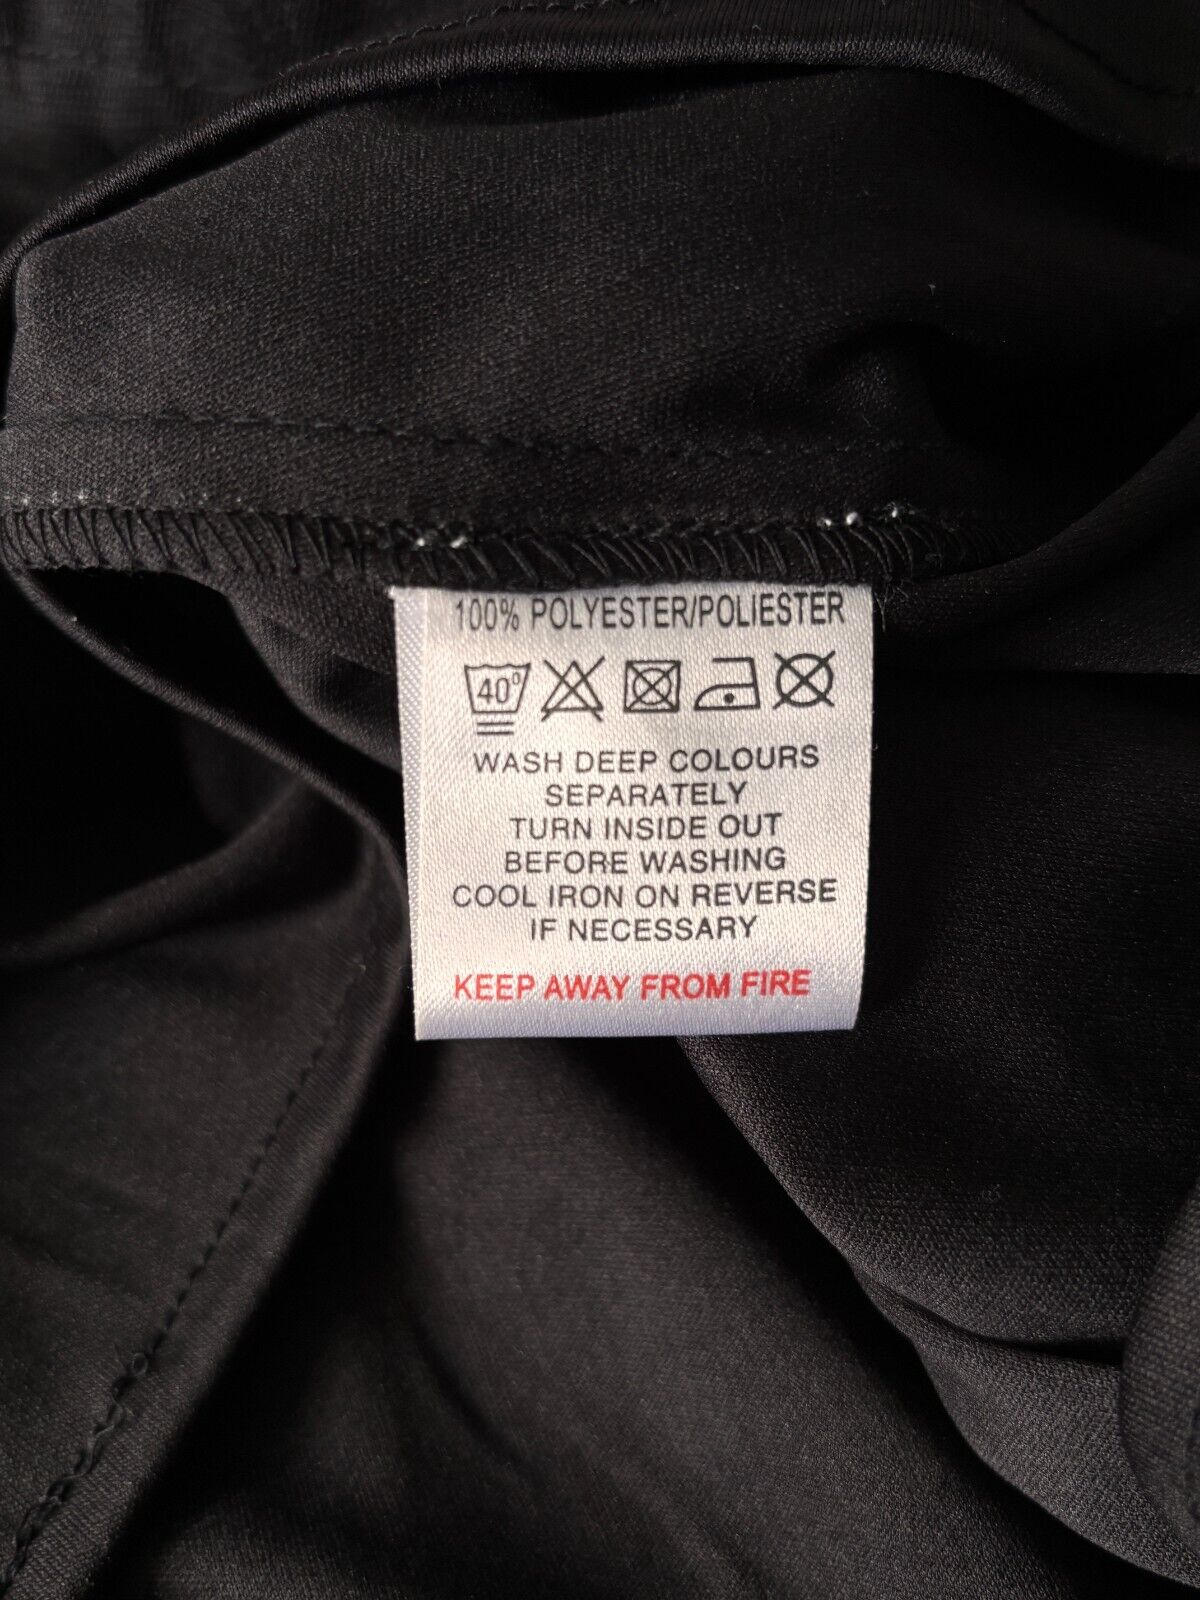 100% POLYESTER/POLIESTER
40°
WASH DEEP COLOURS
SEPARATELY
TURN INSIDE OUT
BEFORE WASHING
COOL IRON ON REVERSE
IF NECESSARY
KEEP AWAY FROM FIRE